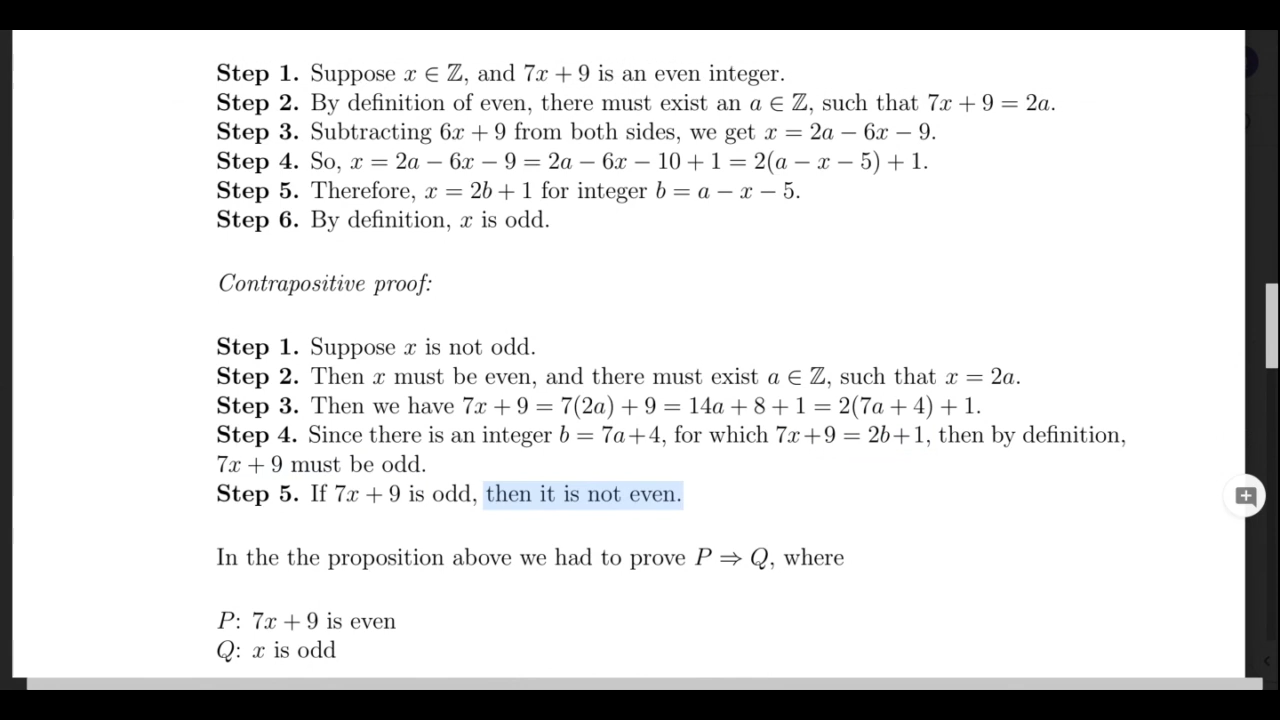 Step 1. Suppose x ∈ ℤ, and 7x + 9 is an even integer.
Step 2. By definition of even, there must exist an a ∈ ℤ, such that 7x + 9 = 2a.
Step 3. Subtracting 6x + 9 from both sides, we get x = 2a − 6x − 9.
Step 4. So, x = 2a − 6x − 9 = 2a − 6x − 10 + 1 = 2(a − x − 5) + 1.
Step 5. Therefore, x = 2b + 1 for integer b = a − x − 5.
Step 6. By definition, x is odd.
Contrapositive proof:
Step 1. Suppose x is not odd.
Step 2. Then x must be even, and there must exist a ∈ ℤ, such that x = 2a.
Step 3. Then we have 7x + 9 = 7(2a) + 9 = 14a + 8 + 1 = 2(7a + 4) + 1.
Step 4. Since there is an integer b = 7a+4, for which 7x+9 = 2b+1, then by definition,
7x + 9 must be odd.
Step 5. If 7x + 9 is odd, then it is not even.
In the the proposition above we had to prove P ⇒ Q, where
P: 7x + 9 is even
Q: x is odd